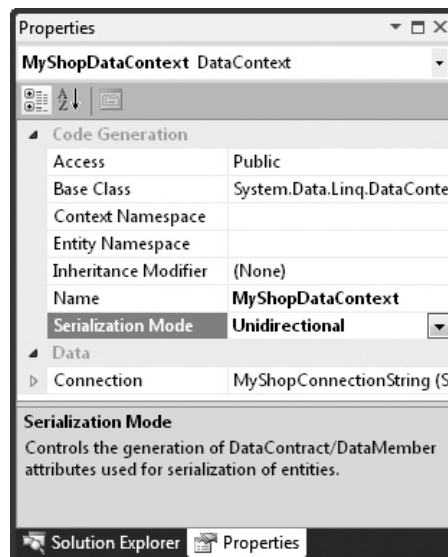 Properties
MyShopDataContext DataContext
A
Z
Code Generation
Access Public
Base Class System.Data.Linq.DataConte
Context Namespace
Entity Namespace
Inheritance Modifier (None)
Name MyShopDataContext
Serialization Mode Unidirectional
Data
Connection MyShopConnectionString (S
Serialization Mode
Controls the generation of DataContract/DataMember
attributes used for serialization of entities.
Solution Explorer Properties